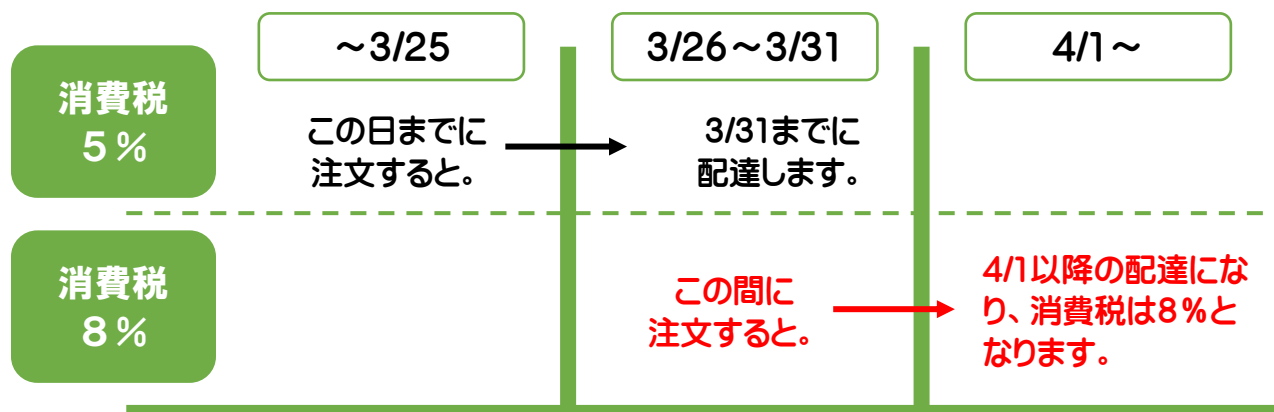 ～3/25
3/26～3/31
4/1～
消費税
5％
この日までに
注文すると。
3/31までに
配達します。
消費税
8％
この間に
注文すると。
4/1以降の配達にな
り、消費税は8％と
なります。